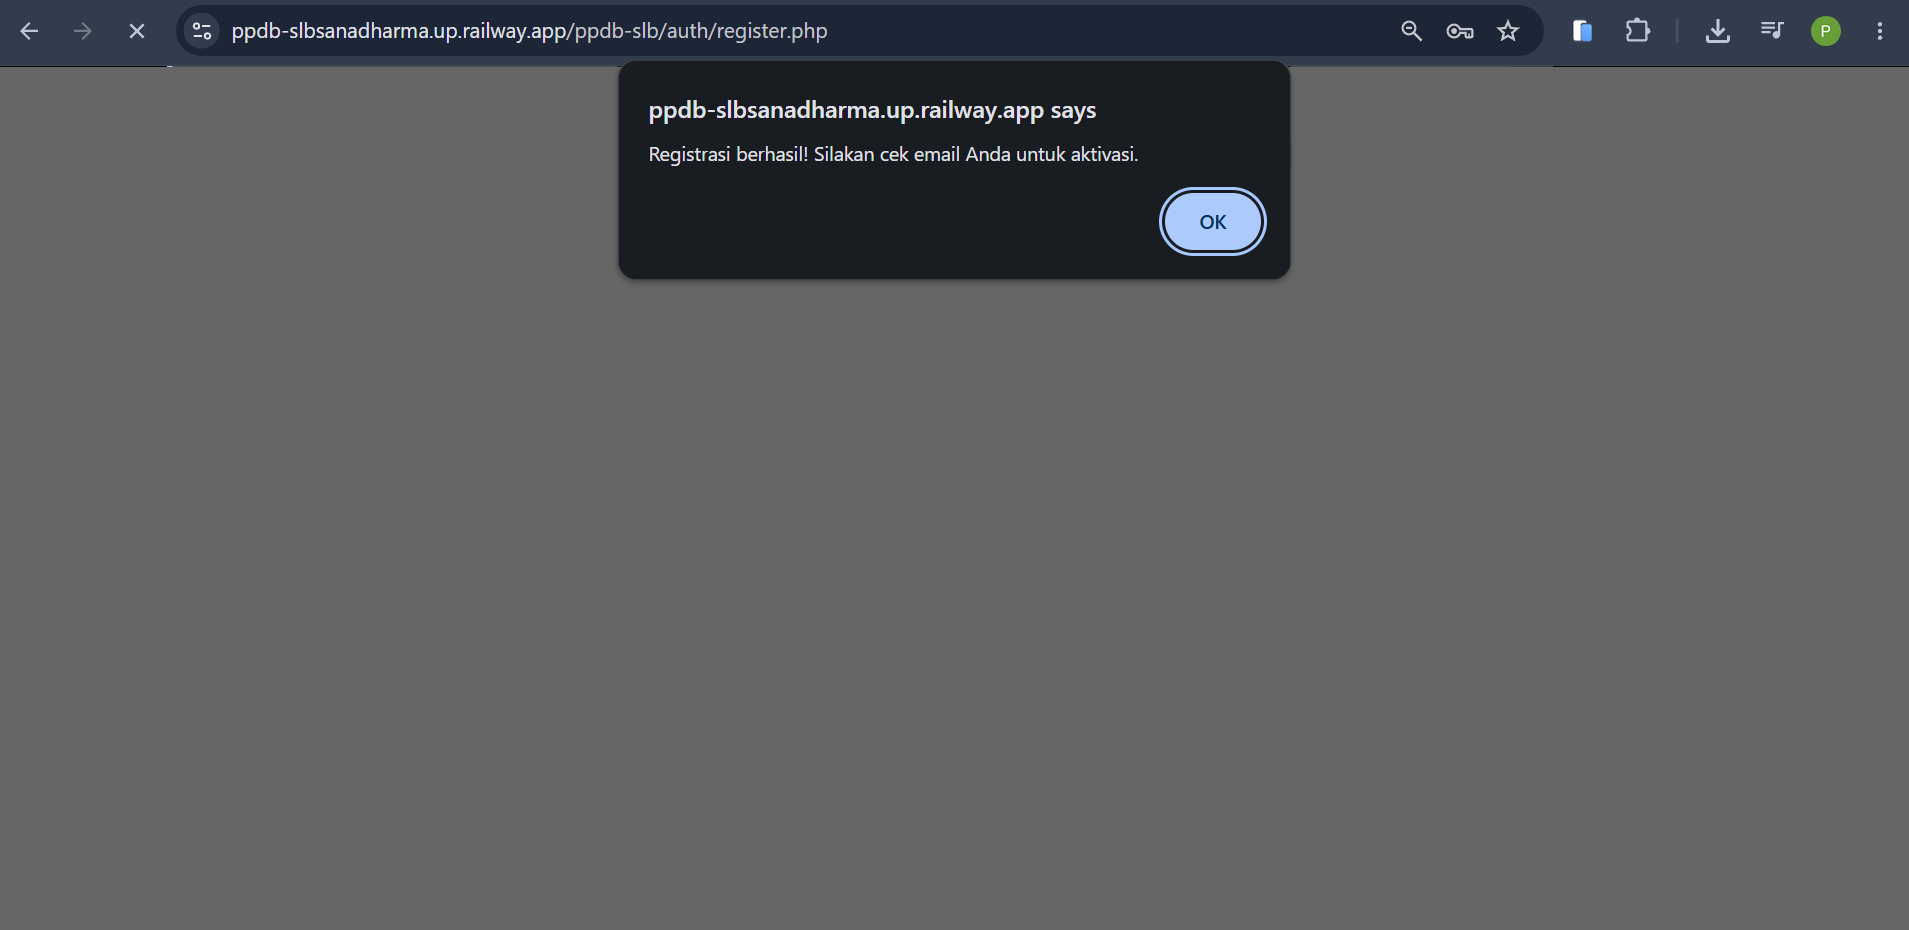 ppdb-slbsanadharma.up.railway.app/ppdb-slb/auth/register.php
P
ppdb-slbsanadharma.up.railway.app says
Registrasi berhasil! Silakan cek email Anda untuk aktivasi.
OK